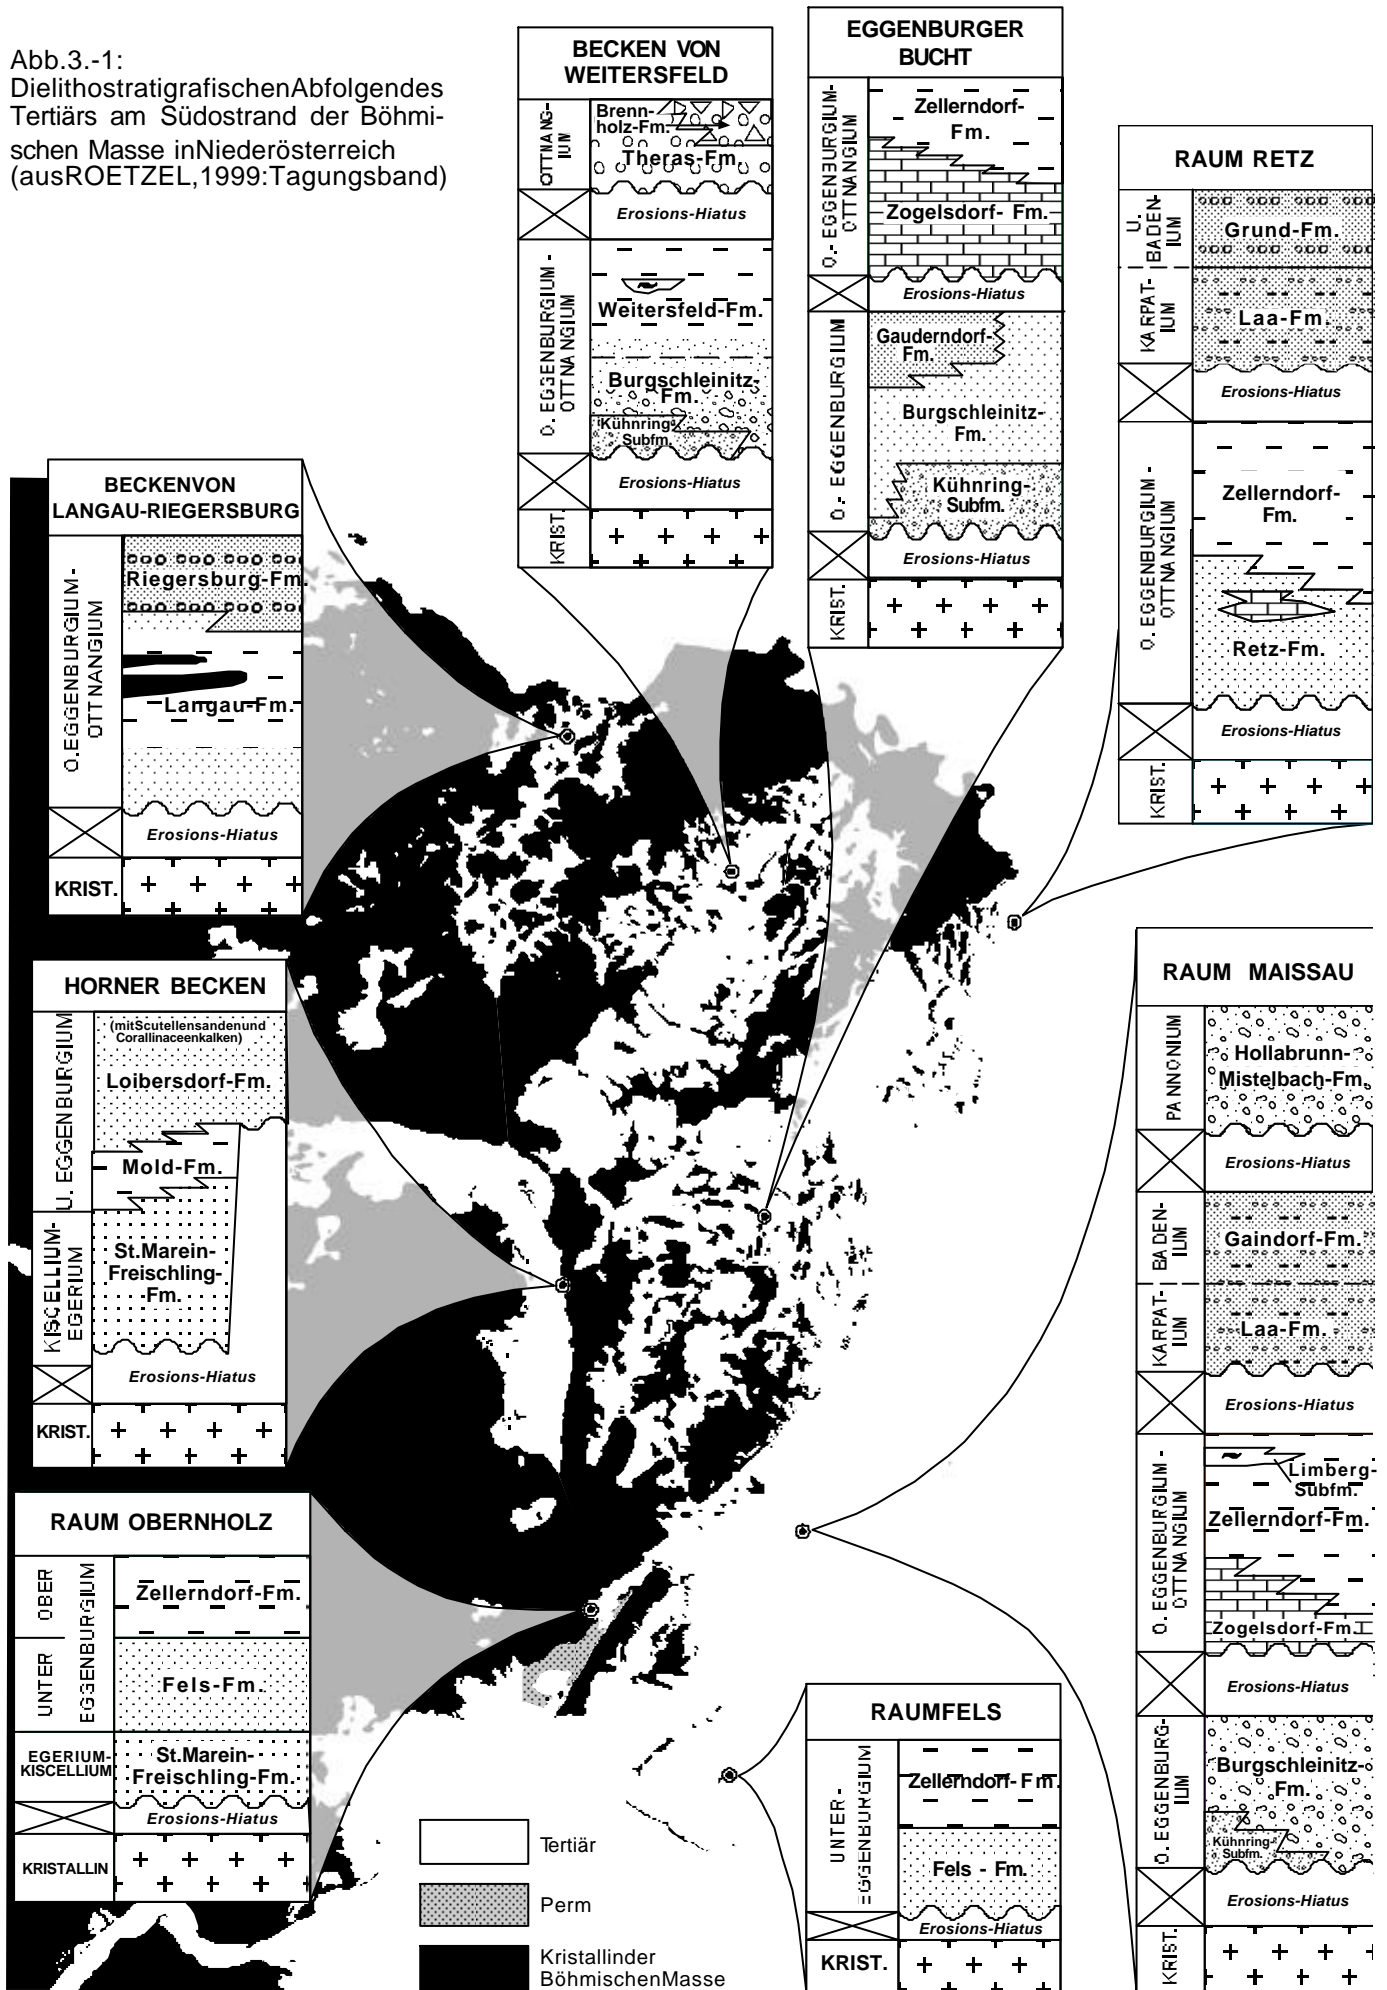 Abb.3.-1:
DielithostratigrafischenAbfolgendes
Tertiärs am Südostrand der Böhmi-
schen Masse inNiederösterreich
(ausROETZEL,1999:Tagungsband)
BECKEN VON
WEITERSFELD
OTTNANG-
IUM
Brenn-
holz-Fm.
Theras-Fm.
Erosions-Hiatus
O. EGGENBURGIUM -
OTTNANGIUM
Weitersfeld-Fm.
Burgschleinitz-
Fm.
Kühnring-
Subfm.
Erosions-Hiatus
KRIST.
EGGENBURGER
BUCHT
O.- EGGENBURGIUM-
OTTNANGIUM
Zellerndorf-
Fm.
Zogelsdorf- Fm.
Erosions-Hiatus
O.- EGGENBURGIUM
Gauderndorf-
Fm.
Burgschleinitz-
Fm.
Kühnring-
Subfm.
Erosions-Hiatus
KRIST.
RAUM RETZ
U.
BADEN-
IUM
Grund-Fm.
KARPAT-
IUM
Laa-Fm.
Erosions-Hiatus
O. EGGENBURGIUM -
OTTNANGIUM
Zellerndorf-
Fm.
Retz-Fm.
Erosions-Hiatus
KRIST.
BECKENVON
LANGAU-RIEGERSBURG
O.EGGENBURGIUM-
OTTNANGIUM
Riegersburg-Fm.
Langau-Fm.
Erosions-Hiatus
KRIST.
HORNER BECKEN
U. EGGENBURGIUM
(mitScutellensandenund
Corallinaceenkalken)
Loibersdorf-Fm.
Mold-Fm.
KISCELLIUM-
EGERIUM
St.Marein-
Freischling-
Fm.
Erosions-Hiatus
KRIST.
RAUM MAISSAU
PANNONIUM
Hollabrunn-
Mistelbach-Fm.
Erosions-Hiatus
BADEN-
IUM
Gaindorf-Fm.
KARPAT-
IUM
Laa-Fm.
Erosions-Hiatus
O. EGGENBURGIUM -
OTTNANGIUM
Limberg-
Subfm.
Zellerndorf-Fm.
Zogelsdorf-Fm.
Erosions-Hiatus
O. EGGENBURG-
IUM
Burgschleinitz-
Fm.
Kühnring-
Subfm.
Erosions-Hiatus
KRIST.
RAUM OBERNHOLZ
OBER
UNTER
EGGENBURGIUM
Zellerndorf-Fm.
Fels-Fm.
EGERIUM-
KISCELLIUM
St.Marein-
Freischling-Fm.
Erosions-Hiatus
KRISTALLIN
RAUMFELS
UNTER -
EGGENBURGIUM
Zellerndorf- Fm.
Fels - Fm.
Erosions-Hiatus
KRIST.
Tertiär
Perm
Kristallinder
BöhmischenMasse